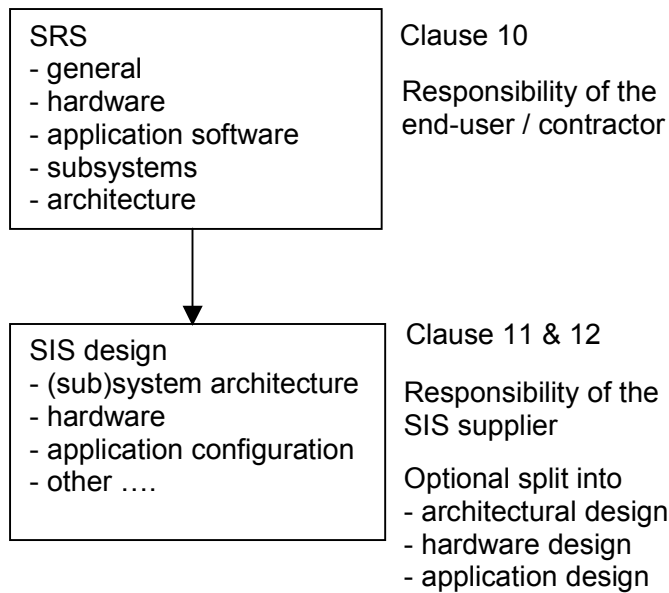 SRS
- general
- hardware
- application software
- subsystems
- architecture
Clause 10
Responsibility of the
end-user / contractor
SIS design
- (sub)system architecture
- hardware
- application configuration
- other ....
Clause 11 & 12
Responsibility of the
SIS supplier
Optional split into
- architectural design
- hardware design
- application design